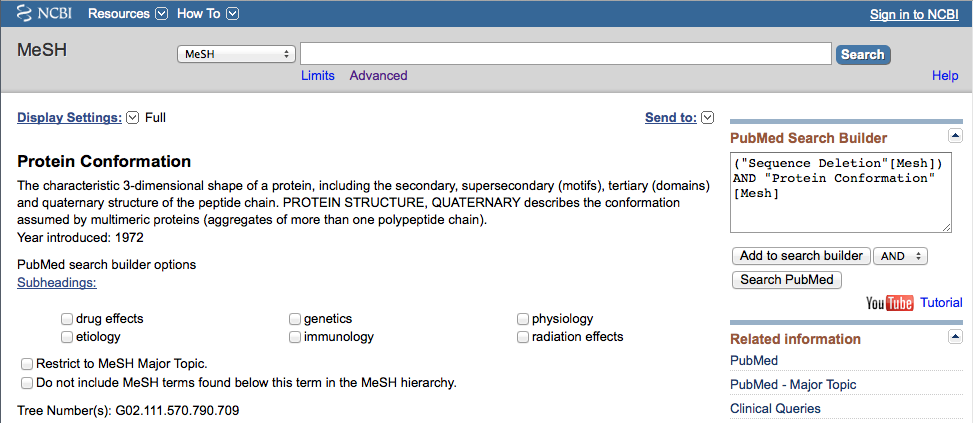 NCBI Resources How To Sign in to NCBI
MeSH MeSH Search
Limits Advanced Help
Display Settings: Full Send to:
Protein Conformation
The characteristic 3-dimensional shape of a protein, including the secondary, supersecondary (motifs), tertiary (domains)
and quaternary structure of the peptide chain. PROTEIN STRUCTURE, QUATERNARY describes the conformation
assumed by multimeric proteins (aggregates of more than one polypeptide chain).
Year introduced: 1972
PubMed search builder options
Subheadings:
drug effects genetics physiology
etiology immunology radiation effects
Restrict to MeSH Major Topic.
Do not include MeSH terms found below this term in the MeSH hierarchy.
Tree Number(s): G02.111.570.790.709
PubMed Search Builder
("Sequence Deletion"[Mesh])
AND "Protein Conformation"
[Mesh]
Add to search builder AND
Search PubMed
YouTube Tutorial
Related information
PubMed
PubMed - Major Topic
Clinical Queries